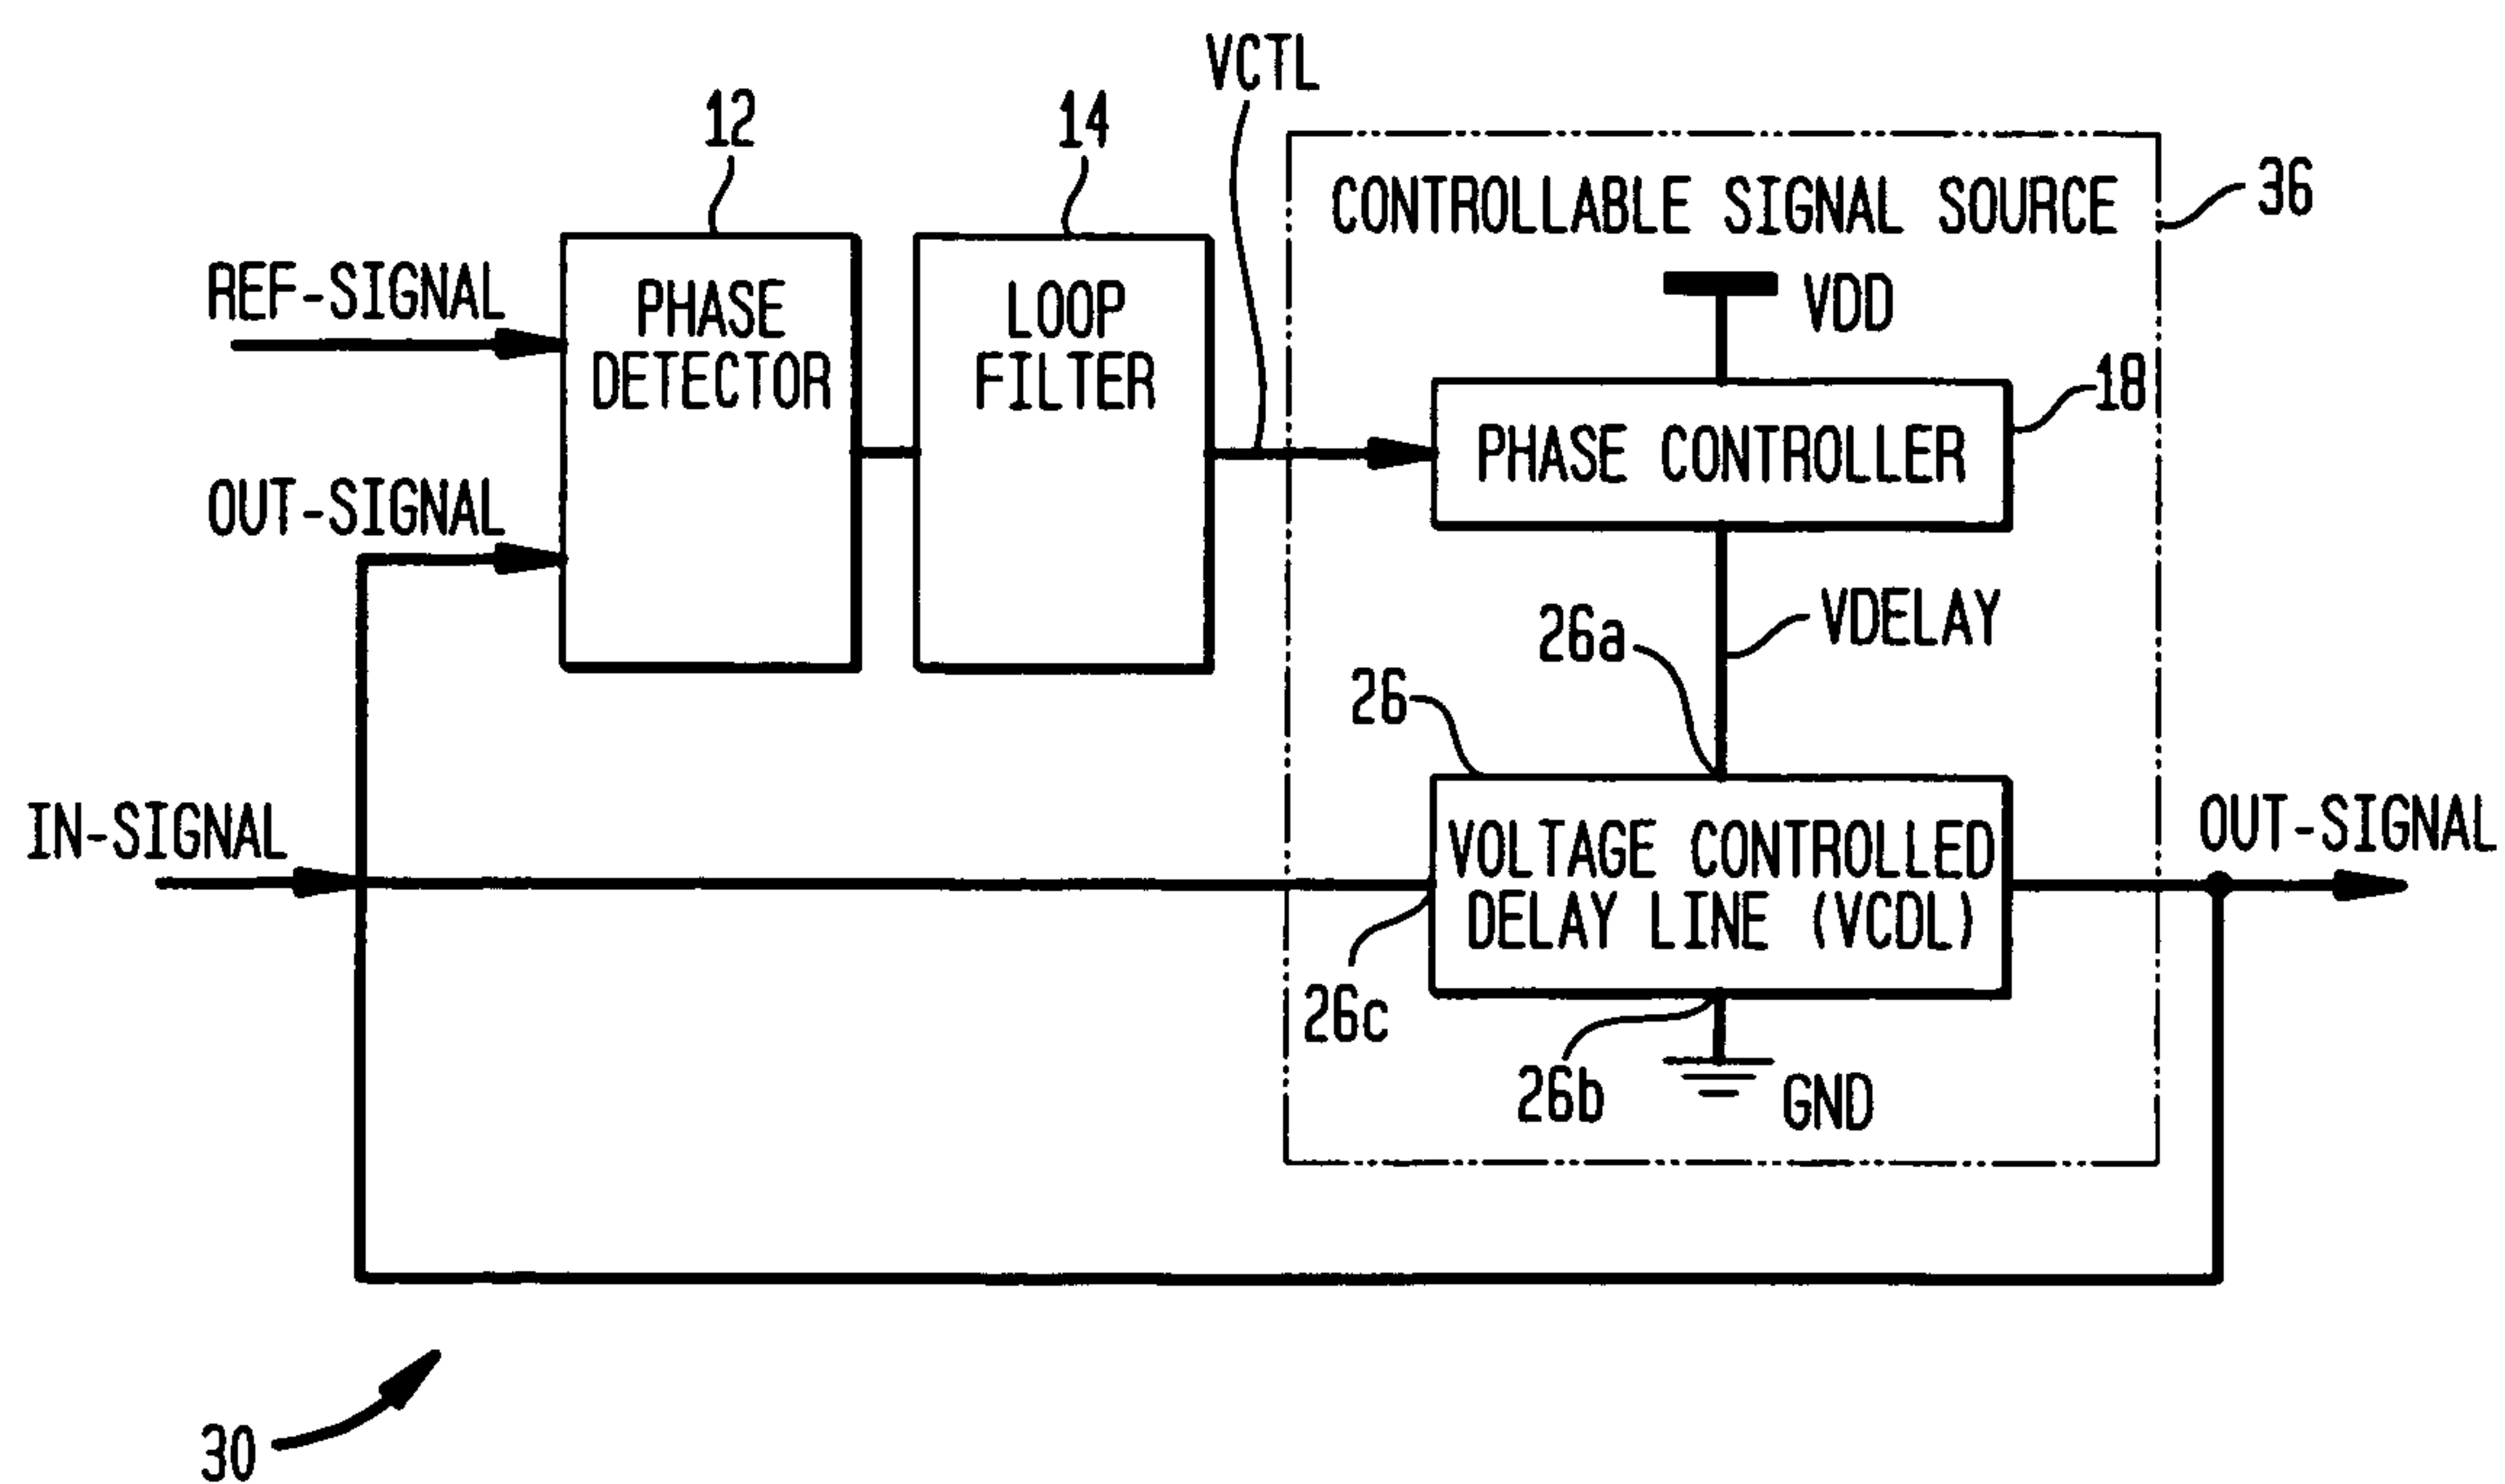 VCTL
12
14
CONTROLLABLE SIGNAL SOURCE
36
REF-SIGNAL
PHASE
DETECTOR
LOOP
FILTER
VDD
18
PHASE CONTROLLER
OUT-SIGNAL
26a
VDELAY
26
IN-SIGNAL
VOLTAGE CONTROLLED
DELAY LINE (VCDL)
OUT-SIGNAL
26c
26b
GND
30